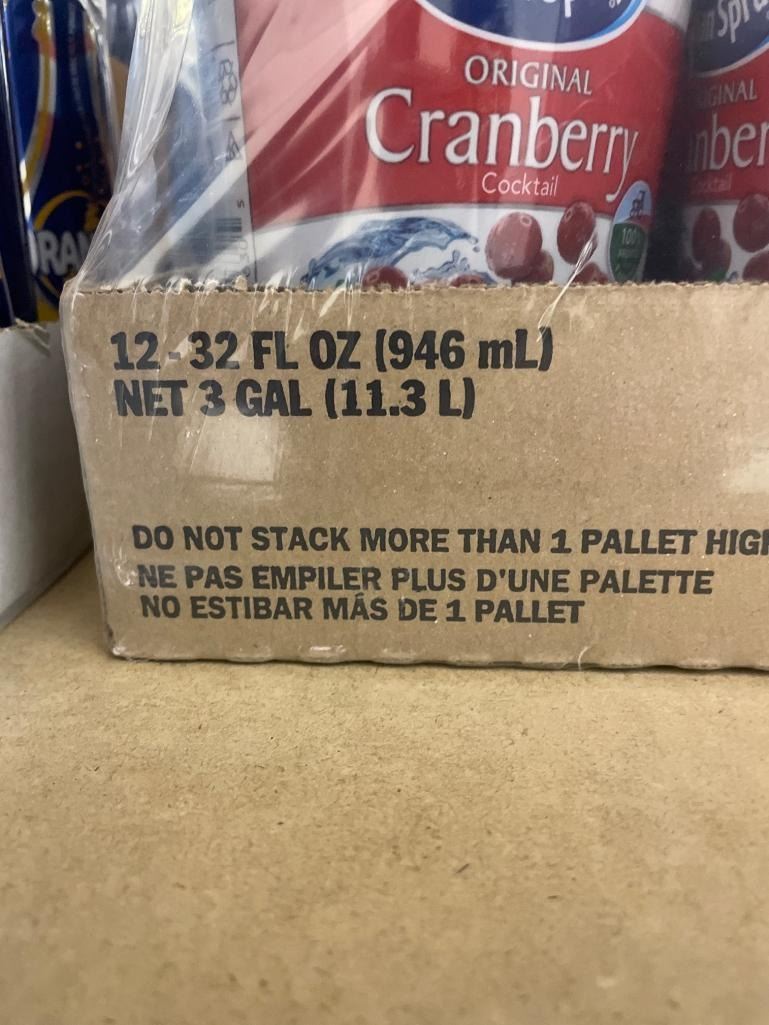 ORIGINAL
Cranberry
Cocktail
12 - 32 FL OZ (946 mL)
NET 3 GAL (11.3 L)
DO NOT STACK MORE THAN 1 PALLET
NE PAS EMPILER PLUS D'UNE PALETTE
NO ESTIBAR MÁS DE 1 PALLET